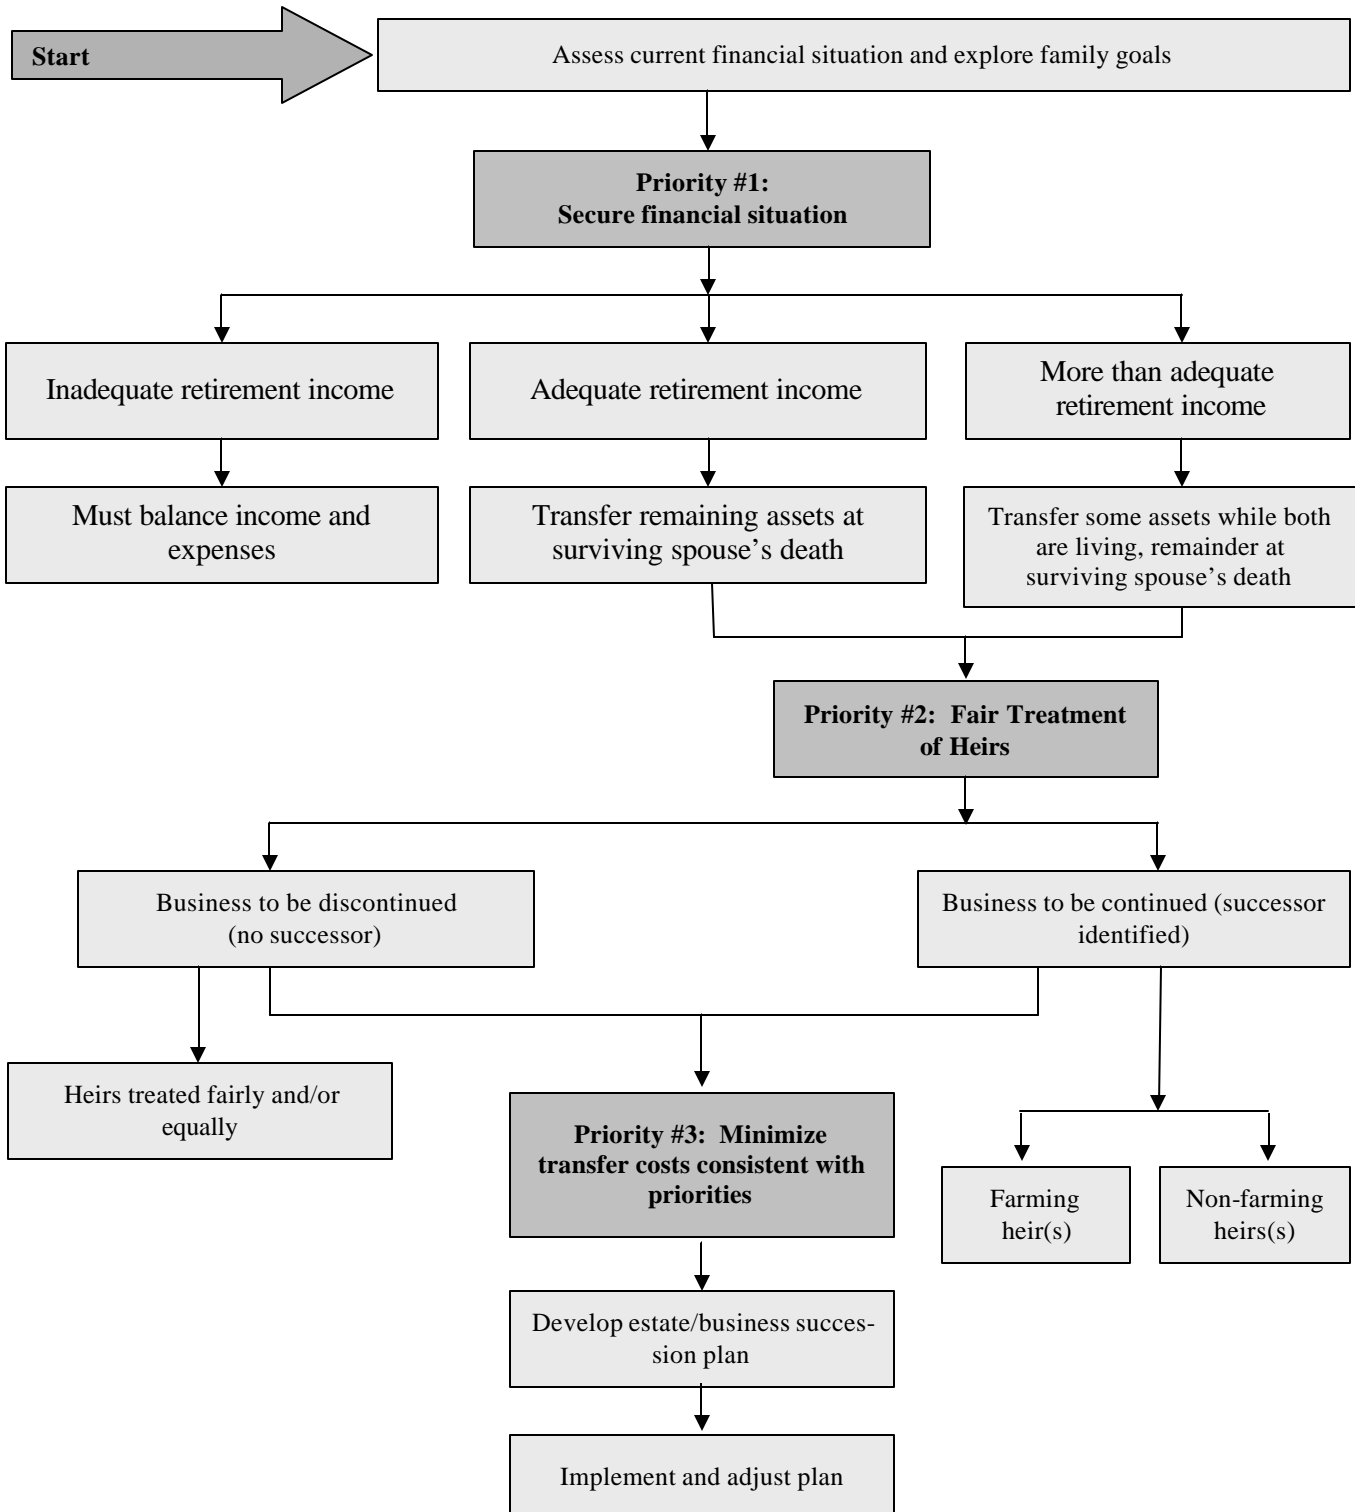 Start
Assess current financial situation and explore family goals
Priority #1:
Secure financial situation
Inadequate retirement income
Adequate retirement income
More than adequate
retirement income
Must balance income and
expenses
Transfer remaining assets at
surviving spouse’s death
Transfer some assets while both
are living, remainder at
surviving spouse’s death
Priority #2:  Fair Treatment
of Heirs
Business to be discontinued
(no successor)
Business to be continued (successor
identified)
Heirs treated fairly and/or
equally
Priority #3:  Minimize
transfer costs consistent with
priorities
Farming
heir(s)
Non-farming
heirs(s)
Develop estate/business succes-
sion plan
Implement and adjust plan